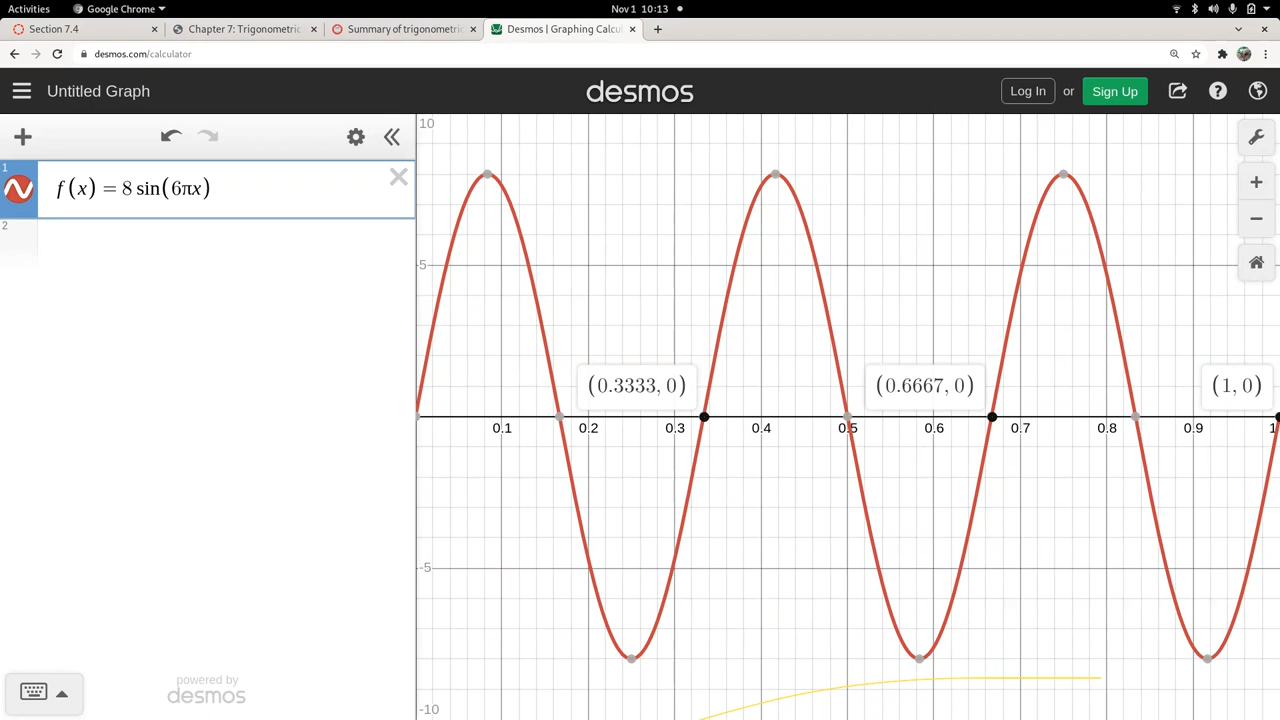 Activities
Google Chrome
Nov 1 10:13
Section 7.4
Chapter 7: Trigonometric
Summary of trigonometric
Desmos | Graphing Calcu
desmos.com/calculator
Untitled Graph
desmos
Log In or Sign Up
1
f(x) = 8 sin(6πx)
2
10
5
(0.3333, 0)
(0.6667, 0)
(1, 0)
0.1 0.2 0.3 0.4 0.5 0.6 0.7 0.8 0.9 1
-5
-10
powered by
desmos